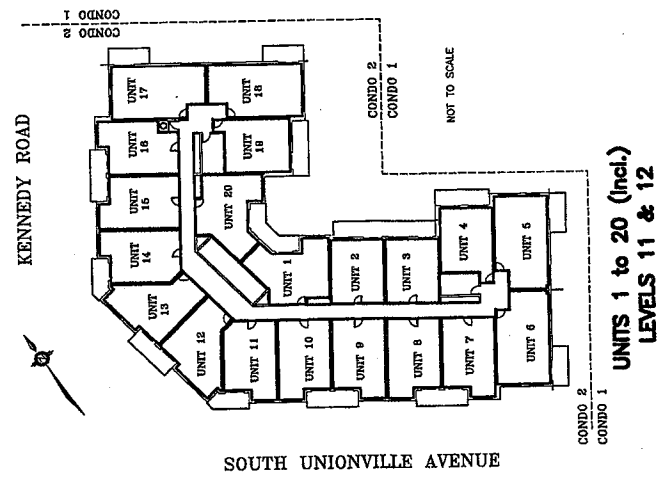 CONDO 1
CONDO 2
KENNEDY ROAD
UNIT 17
UNIT 18
UNIT 16
UNIT 19
UNIT 15
UNIT 20
UNIT 14
UNIT 13
UNIT 12
UNIT 11
UNIT 10
UNIT 9
UNIT 8
UNIT 7
UNIT 6
UNIT 1
UNIT 2
UNIT 3
UNIT 4
UNIT 5
CONDO 2
CONDO 1
NOT TO SCALE
UNITS 1 to 20 (Incl.)
LEVELS 11 & 12
CONDO 2
CONDO 1
SOUTH UNIONVILLE AVENUE